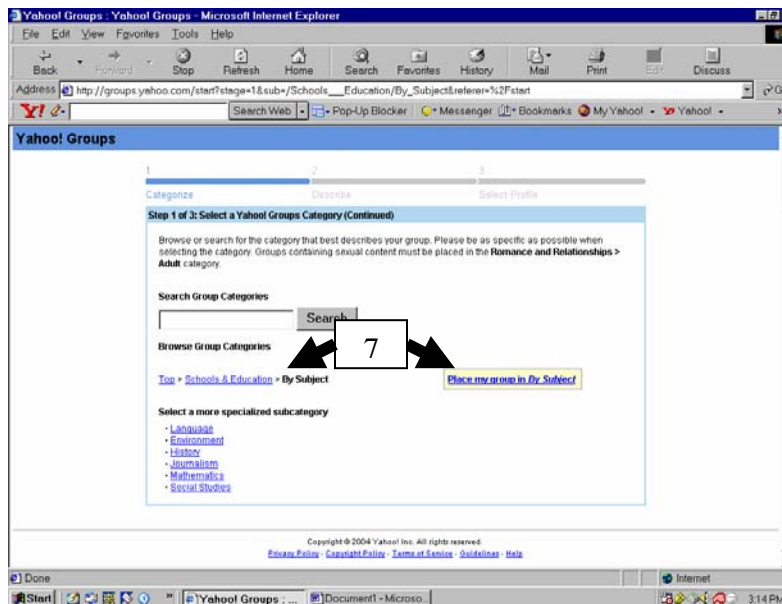 Yahoo! Groups : Yahoo! Groups - Microsoft Internet Explorer
File Edit View Favorites Tools Help
Back Forward Stop Refresh Home Search Favorites History Mail Print Edit Discuss
Address http://groups.yahoo.com/start?stage=1&sub=/Schools___Education/By_Subject&referer=%2Fstart
Y! Search Web Pop-Up Blocker Messenger Bookmarks My Yahoo! Yahoo!
Yahoo! Groups
1 2 3
Categorize Describe Select Profile
Step 1 of 3: Select a Yahoo! Groups Category (Continued)
Browse or search for the category that best describes your group. Please be as specific as possible when
selecting the category. Groups containing sexual content must be placed in the Romance and Relationships >
Adult category.
Search Group Categories
Search
7
Browse Group Categories
Top > Schools & Education > By Subject Place my group in By Subject
Select a more specialized subcategory
· Language
· Environment
· History
· Journalism
· Mathematics
· Social Studies
Copyright © 2004 Yahoo! Inc. All rights reserved.
Privacy Policy - Copyright Policy - Terms of Service - Guidelines - Help
Done Internet
Start Yahoo! Groups : ... Document1 - Microso... 3:14 PM